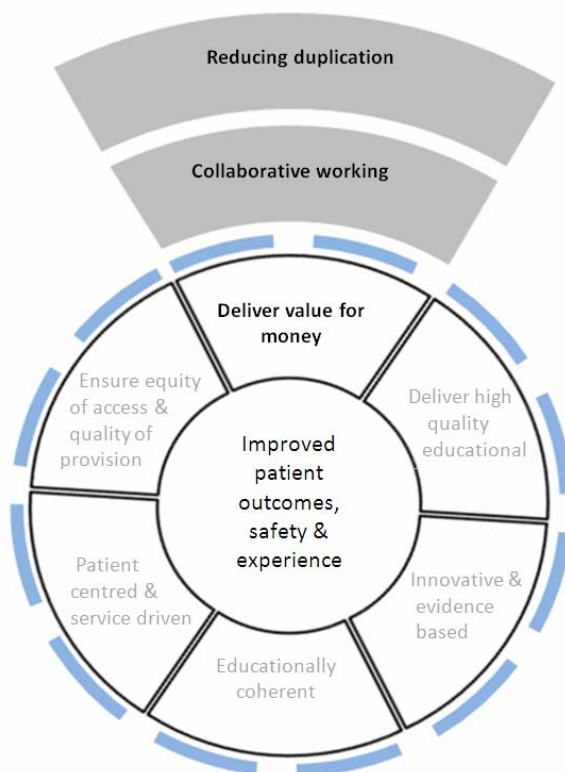 Reducing duplication
Collaborative working
Deliver value for
money
Ensure equity
of access &
quality of
provision
Deliver high
quality
educational
Improved
patient
outcomes,
safety &
experience
Patient
centred &
service driven
Innovative &
evidence
based
Educationally
coherent